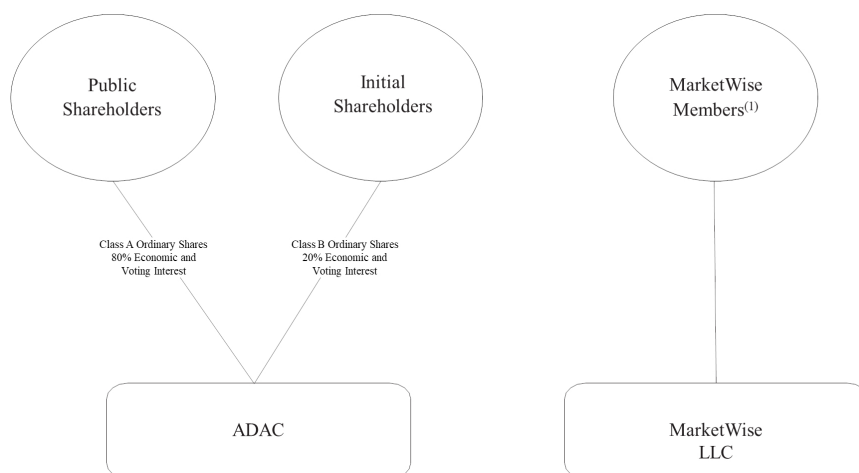 Public
Shareholders
Initial
Shareholders
MarketWise
Members(1)
Class A Ordinary Shares
80% Economic and
Voting Interest
Class B Ordinary Shares
20% Economic and
Voting Interest
ADAC
MarketWise
LLC